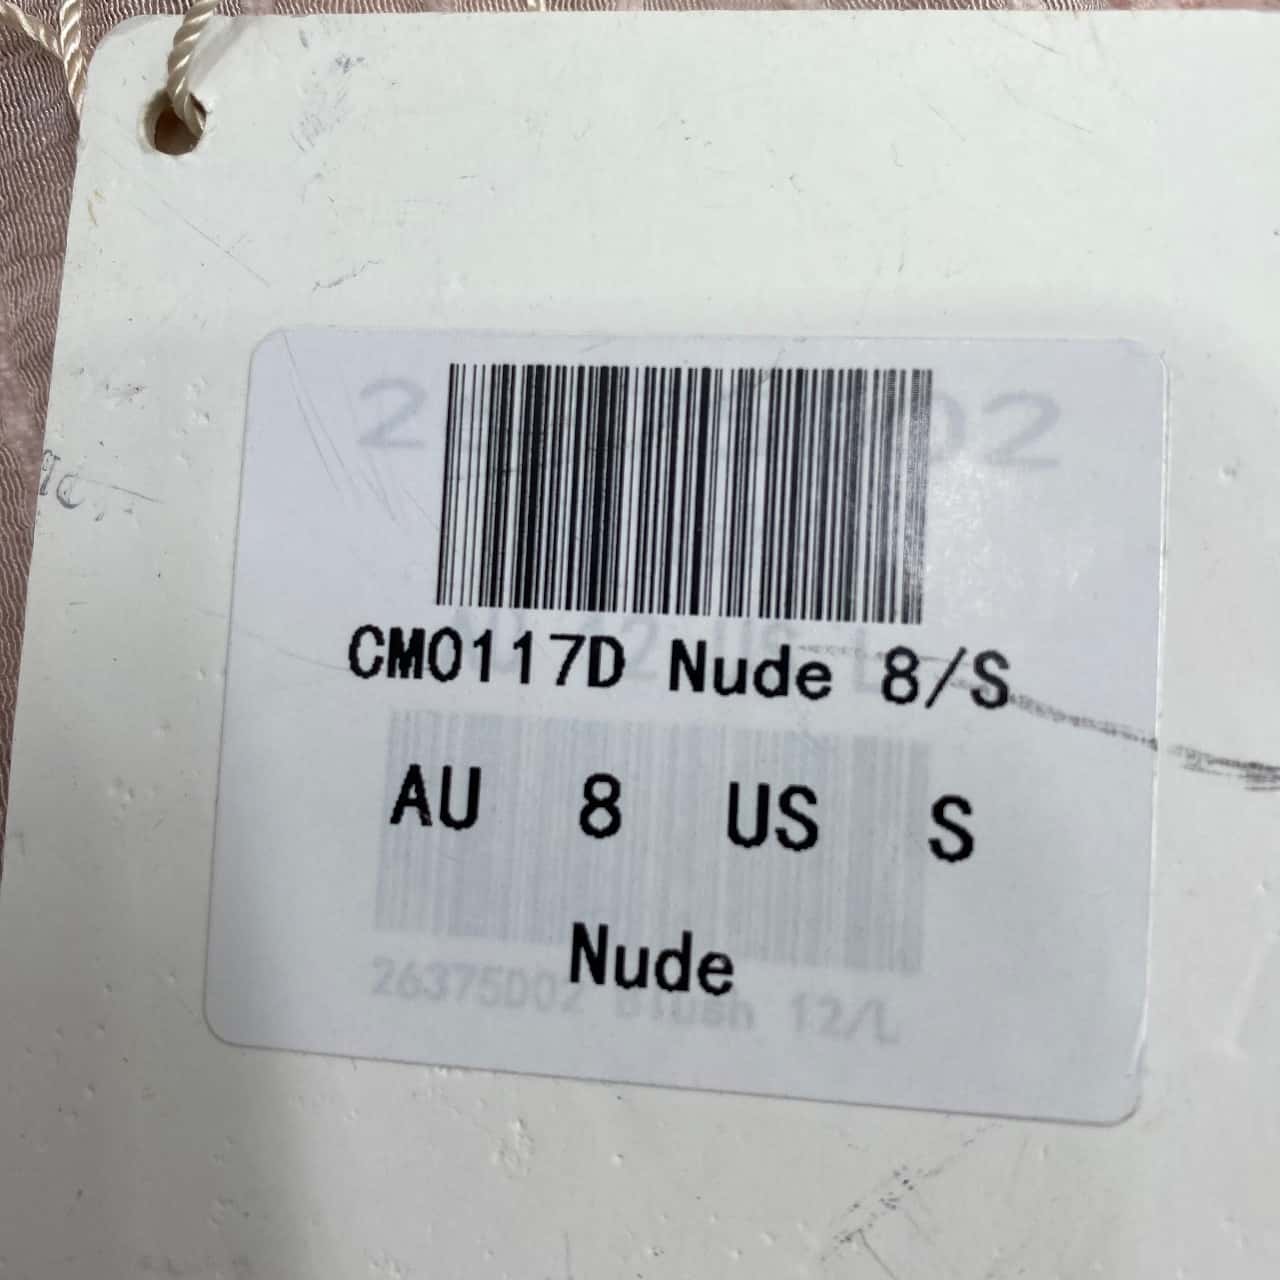 CM0117D Nude 8/S
AU 8 US S
Nude
26375D02 Blush 12/L